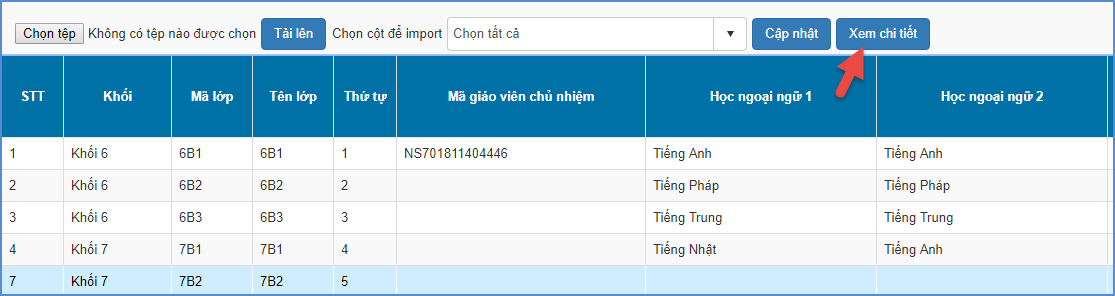 Chọn tệp Không có tệp nào được chọn Tải lên Chọn cột để import Chọn tất cả Cập nhật Xem chi tiết
STT Khối Mã lớp Tên lớp Thứ tự Mã giáo viên chủ nhiệm Học ngoại ngữ 1 Học ngoại ngữ 2
1 Khối 6 6B1 6B1 1 NS701811404446 Tiếng Anh Tiếng Anh
2 Khối 6 6B2 6B2 2 Tiếng Pháp Tiếng Pháp
3 Khối 6 6B3 6B3 3 Tiếng Trung Tiếng Trung
4 Khối 7 7B1 7B1 4 Tiếng Nhật Tiếng Anh
7 Khối 7 7B2 7B2 5